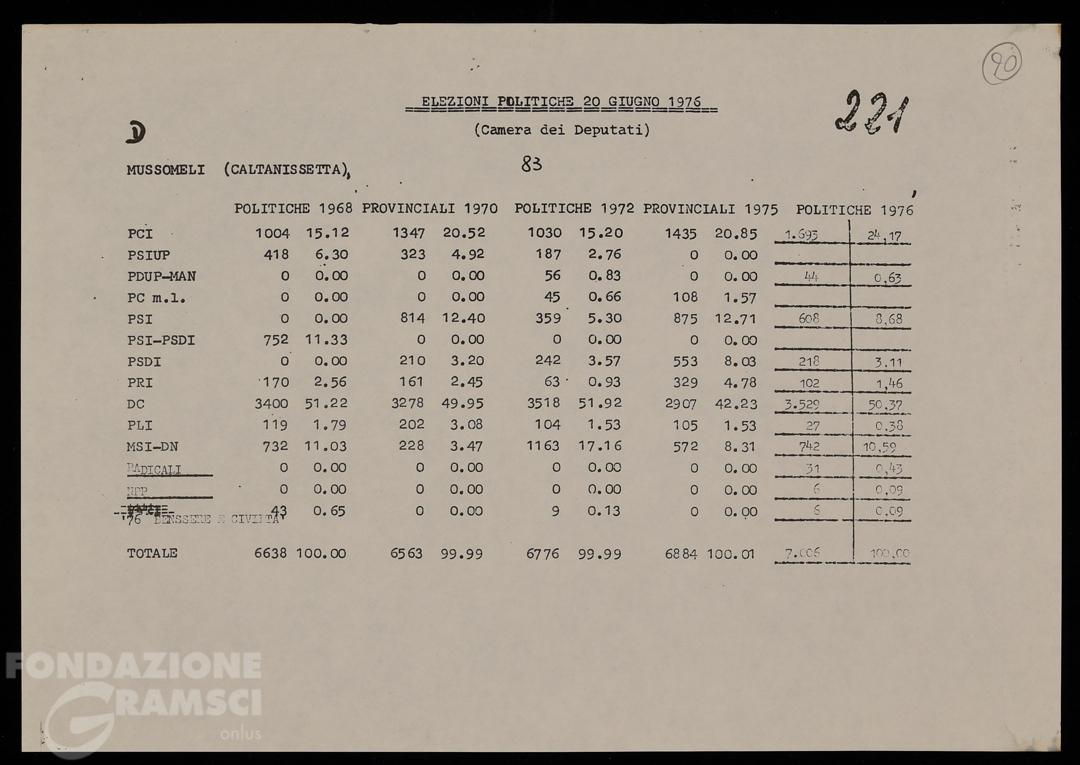 90
ELEZIONI POLITICHE 20 GIUGNO 1976
221
(Camera dei Deputati)
D
83
MUSSOMELI (CALTANISSETTA),
POLITICHE 1968 PROVINCIALI 1970 POLITICHE 1972 PROVINCIALI 1975 POLITICHE 1976
PCI 1004 15.12 1347 20.52 1030 15.20 1435 20.85 1.693 24,17
PSIUP 418 6.30 323 4.92 187 2.76 0 0.00
PDUP-MAN 0 0.00 0 0.00 56 0.83 0 0.00 44 0,63
PC m.l. 0 0.00 0 0.00 45 0.66 108 1.57
PSI 0 0.00 814 12.40 359 5.30 875 12.71 608 8,68
PSI-PSDI 752 11.33 0 0.00 0 0.00 0 0.00
PSDI 0 0.00 210 3.20 242 3.57 553 8.03 218 3.11
PRI 170 2.56 161 2.45 63 0.93 329 4.78 102 1,46
DC 3400 51.22 3278 49.95 3518 51.92 2907 42.23 3.529 50,37
PLI 119 1.79 202 3.08 104 1.53 105 1.53 27 0.38
MSI-DN 732 11.03 228 3.47 1163 17.16 572 8.31 742 10,59
RADICALI 0 0.00 0 0.00 0 0.00 0 0.00 31 0,43
0 0.00 0 0.00 0 0.00 0 0.00 6 0.09
43 0.65 0 0.00 9 0.13 0 0.00 6 0.09
'76 BENSSERE E CIVILTA'
TOTALE 6638 100.00 6563 99.99 6776 99.99 6884 100.01 7.006 100,00
FONDAZIONE
GRAMSCI
onlus